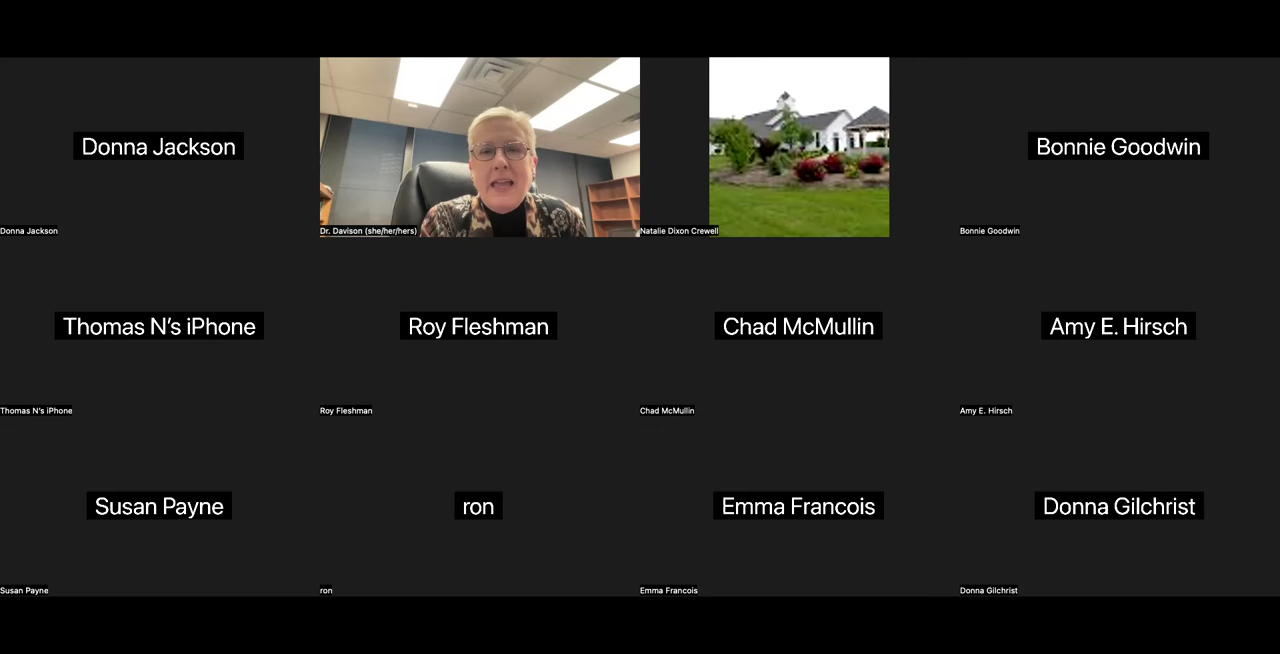 Donna Jackson
Bonnie Goodwin
Donna Jackson
Dr. Davison (she/her/hers)
Natalie Dixon Crewell
Bonnie Goodwin
Thomas N’s iPhone
Roy Fleshman
Chad McMullin
Amy E. Hirsch
Thomas N’s iPhone
Roy Fleshman
Chad McMullin
Amy E. Hirsch
Susan Payne
ron
Emma Francois
Donna Gilchrist
Susan Payne
ron
Emma Francois
Donna Gilchrist